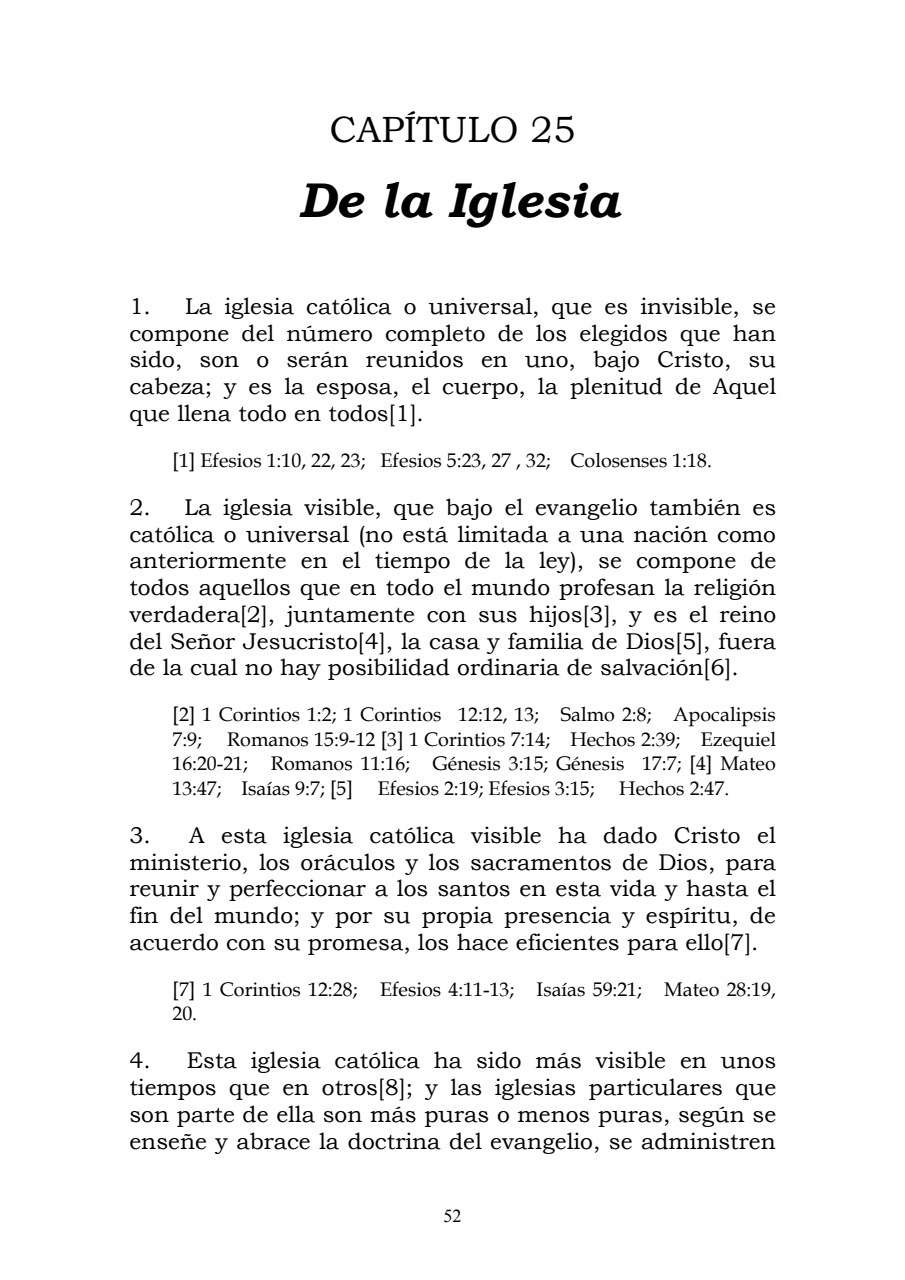 CAPÍTULO 25
De la Iglesia
1. La iglesia católica o universal, que es invisible, se
compone del número completo de los elegidos que han
sido, son o serán reunidos en uno, bajo Cristo, su
cabeza; y es la esposa, el cuerpo, la plenitud de Aquel
que llena todo en todos[1].
[1] Efesios 1:10, 22, 23; Efesios 5:23, 27 , 32; Colosenses 1:18.
2. La iglesia visible, que bajo el evangelio también es
católica o universal (no está limitada a una nación como
anteriormente en el tiempo de la ley), se compone de
todos aquellos que en todo el mundo profesan la religión
verdadera[2], juntamente con sus hijos[3], y es el reino
del Señor Jesucristo[4], la casa y familia de Dios[5], fuera
de la cual no hay posibilidad ordinaria de salvación[6].
[2] 1 Corintios 1:2; 1 Corintios 12:12, 13; Salmo 2:8; Apocalipsis
7:9; Romanos 15:9-12 [3] 1 Corintios 7:14; Hechos 2:39; Ezequiel
16:20-21; Romanos 11:16; Génesis 3:15; Génesis 17:7; [4] Mateo
13:47; Isaías 9:7; [5] Efesios 2:19; Efesios 3:15; Hechos 2:47.
3. A esta iglesia católica visible ha dado Cristo el
ministerio, los oráculos y los sacramentos de Dios, para
reunir y perfeccionar a los santos en esta vida y hasta el
fin del mundo; y por su propia presencia y espíritu, de
acuerdo con su promesa, los hace eficientes para ello[7].
[7] 1 Corintios 12:28; Efesios 4:11-13; Isaías 59:21; Mateo 28:19,
20.
4. Esta iglesia católica ha sido más visible en unos
tiempos que en otros[8]; y las iglesias particulares que
son parte de ella son más puras o menos puras, según se
enseñe y abrace la doctrina del evangelio, se administren
52